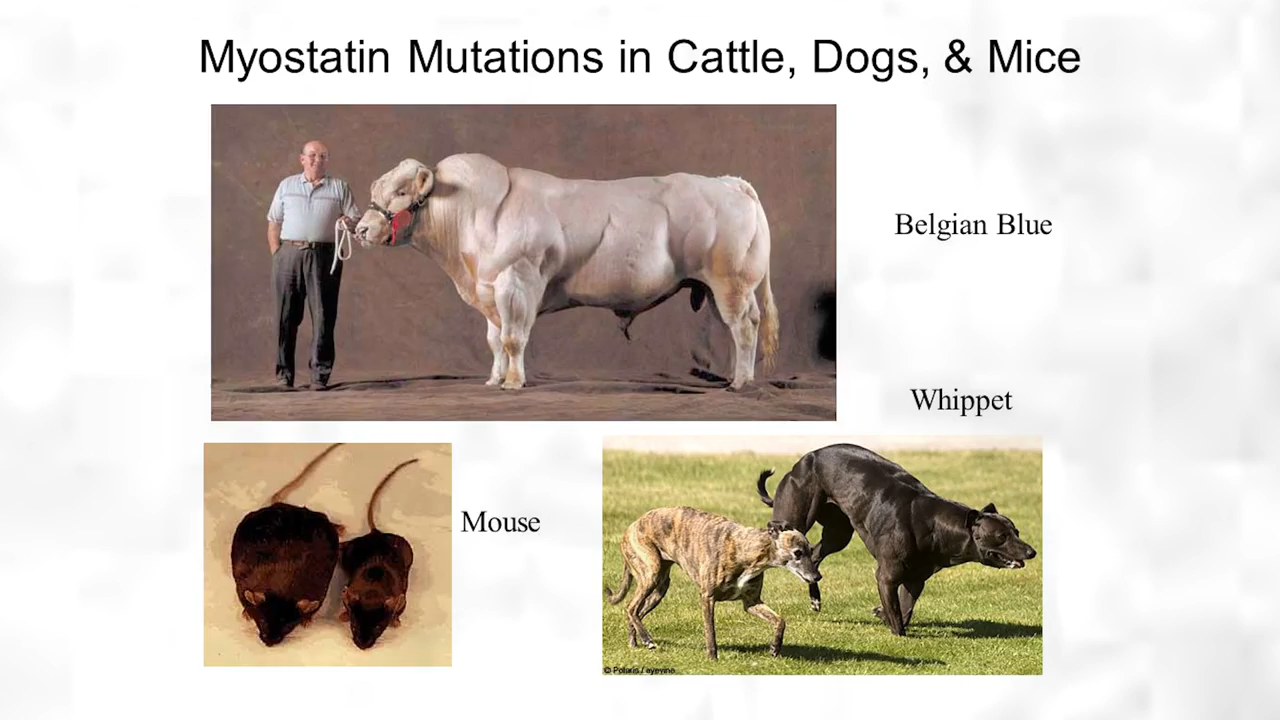 Myostatin Mutations in Cattle, Dogs, & Mice
Belgian Blue
Whippet
Mouse
© Polaris / eyevine